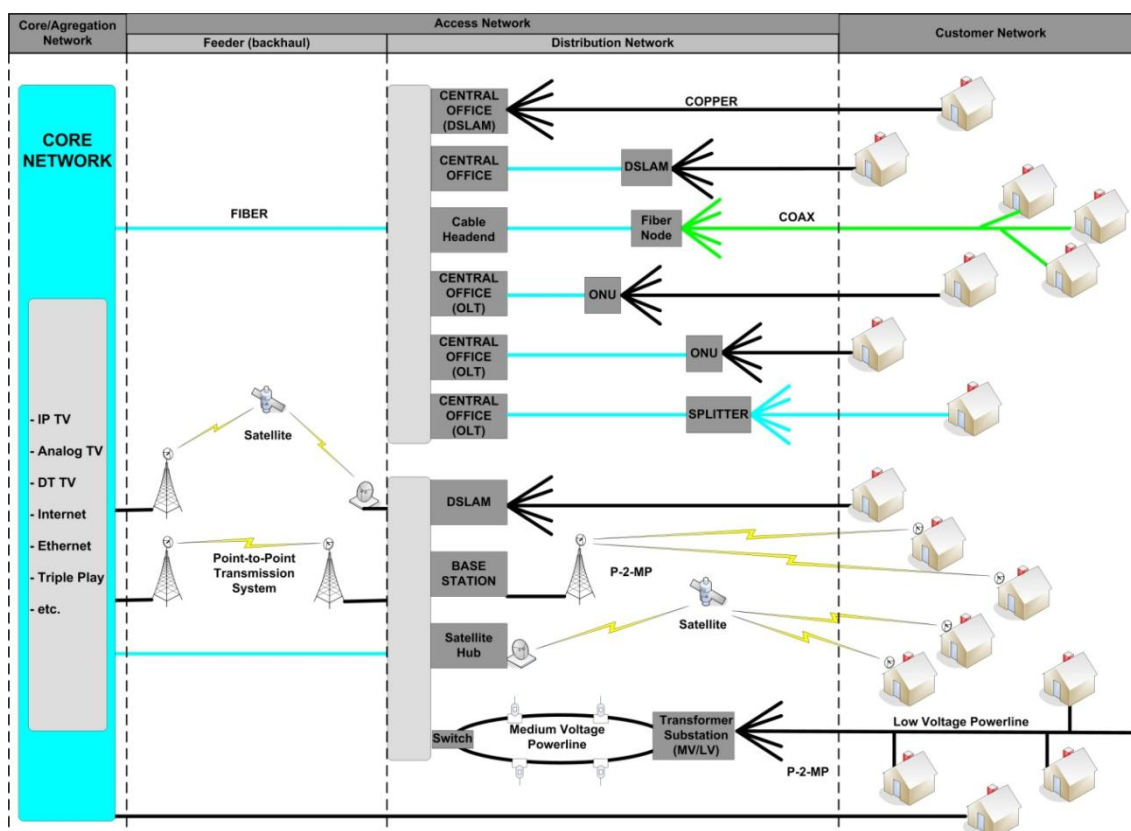 Core/Agregation
Network
Access Network
Feeder (backhaul)
Distribution Network
Customer Network
CORE
NETWORK
- IP TV
- Analog TV
- DT TV
- Internet
- Ethernet
- Triple Play
- etc.
FIBER
Satellite
Point-to-Point
Transmission
System
CENTRAL
OFFICE
(DSLAM)
COPPER
CENTRAL
OFFICE
DSLAM
Cable
Headend
Fiber
Node
COAX
CENTRAL
OFFICE
(OLT)
ONU
CENTRAL
OFFICE
(OLT)
ONU
CENTRAL
OFFICE
(OLT)
SPLITTER
DSLAM
BASE
STATION
P-2-MP
Satellite
Hub
Satellite
Switch
Medium Voltage
Powerline
Transformer
Substation
(MV/LV)
P-2-MP
Low Voltage Powerline